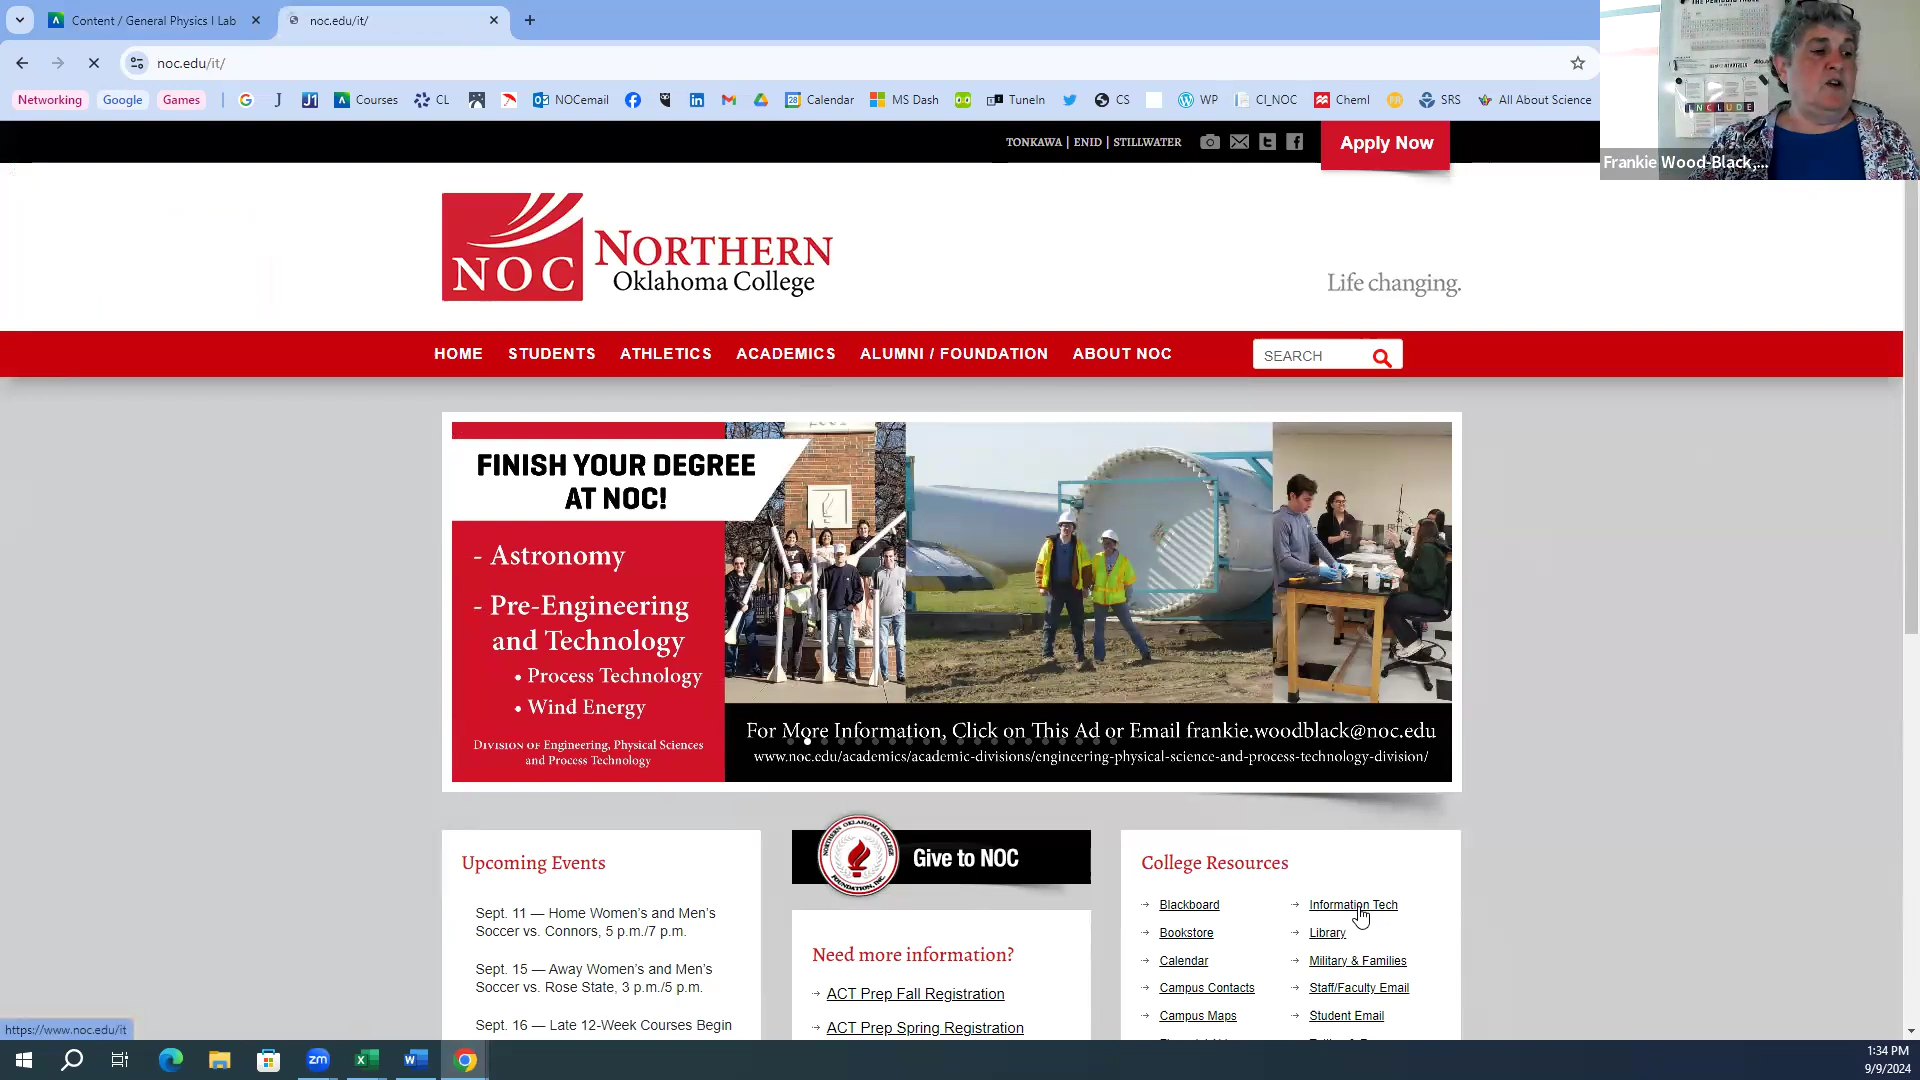 Content / General Physics I Lab
noc.edu/it/
noc.edu/it/
Networking
Google
Games
Courses
CL
NOCemail
28 Calendar
MS Dash
TuneIn
CS
WP
CI_NOC
ChemI
SRS
All About Science
INCLUDE
Frankie Wood-Black,...
TONKAWA | ENID | STILLWATER
Apply Now
NOC
NORTHERN
Oklahoma College
Life changing.
HOME STUDENTS ATHLETICS ACADEMICS ALUMNI / FOUNDATION ABOUT NOC
SEARCH
FINISH YOUR DEGREE
AT NOC!
- Astronomy
- Pre-Engineering
and Technology
• Process Technology
• Wind Energy
DIVISION OF Engineering, Physical Sciences
and Process Technology
For More Information, Click on This Ad or Email frankie.woodblack@noc.edu
www.noc.edu/academics/academic-divisions/engineering-physical-science-and-process-technology-division/
Upcoming Events
Sept. 11 — Home Women's and Men's
Soccer vs. Connors, 5 p.m./7 p.m.
Sept. 15 — Away Women's and Men's
Soccer vs. Rose State, 3 p.m./5 p.m.
Sept. 16 — Late 12-Week Courses Begin
NORTHERN OKLAHOMA COLLEGE
FOUNDATION, INC.
Give to NOC
Need more information?
ACT Prep Fall Registration
ACT Prep Spring Registration
College Resources
Blackboard
Bookstore
Calendar
Campus Contacts
Campus Maps
Information Tech
Library
Military & Families
Staff/Faculty Email
Student Email
https://www.noc.edu/it
zm
1:34 PM
9/9/2024